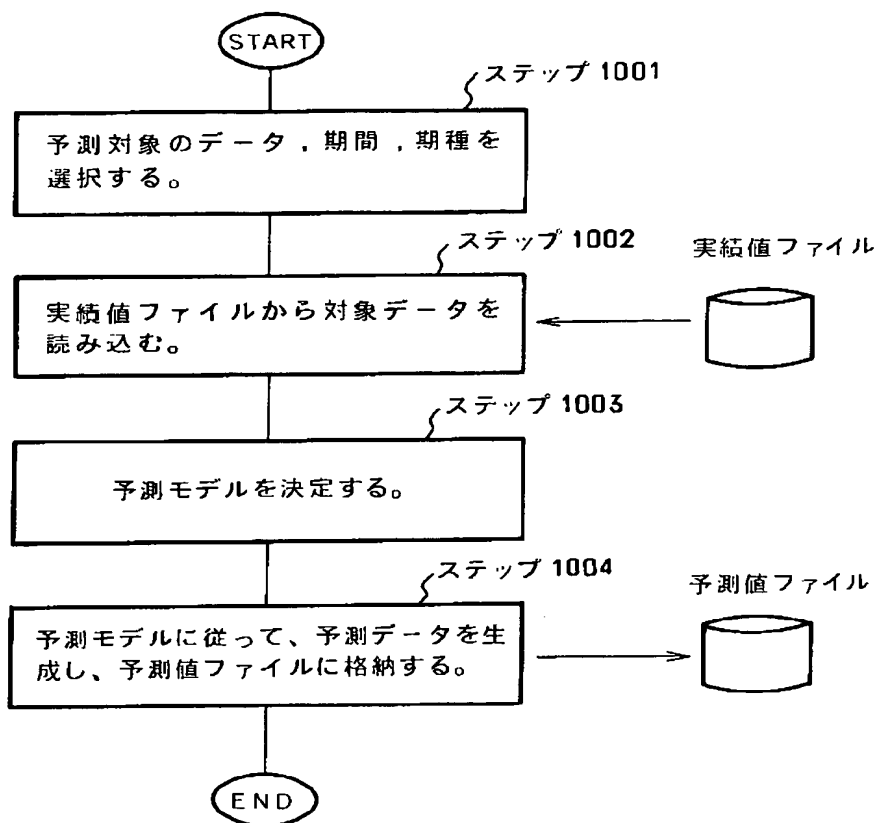 START
ステップ 1001
予測対象のデータ，期間，期種を
選択する。
ステップ 1002
実績値ファイル
実績値ファイルから対象データを
読み込む。
ステップ 1003
予測モデルを決定する。
ステップ 1004
予測値ファイル
予測モデルに従って、予測データを生
成し、予測値ファイルに格納する。
END